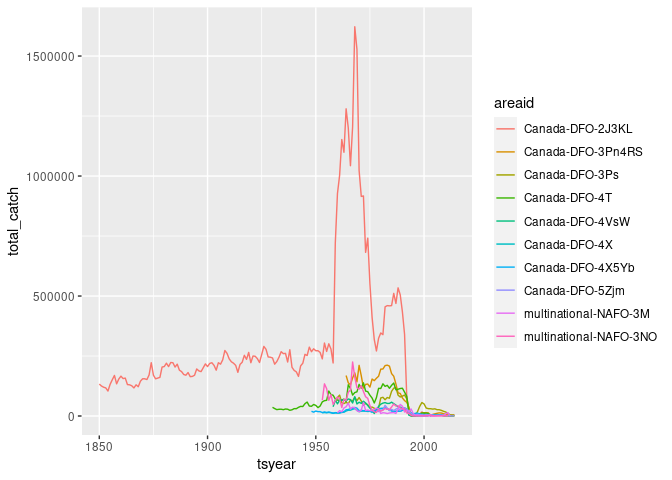 1500000
1000000
500000
0
total_catch
1850
1900
1950
2000
tsyear
areaid
Canada-DFO-2J3KL
Canada-DFO-3Pn4RS
Canada-DFO-3Ps
Canada-DFO-4T
Canada-DFO-4VsW
Canada-DFO-4X
Canada-DFO-4X5Yb
Canada-DFO-5Zjm
multinational-NAFO-3M
multinational-NAFO-3NO